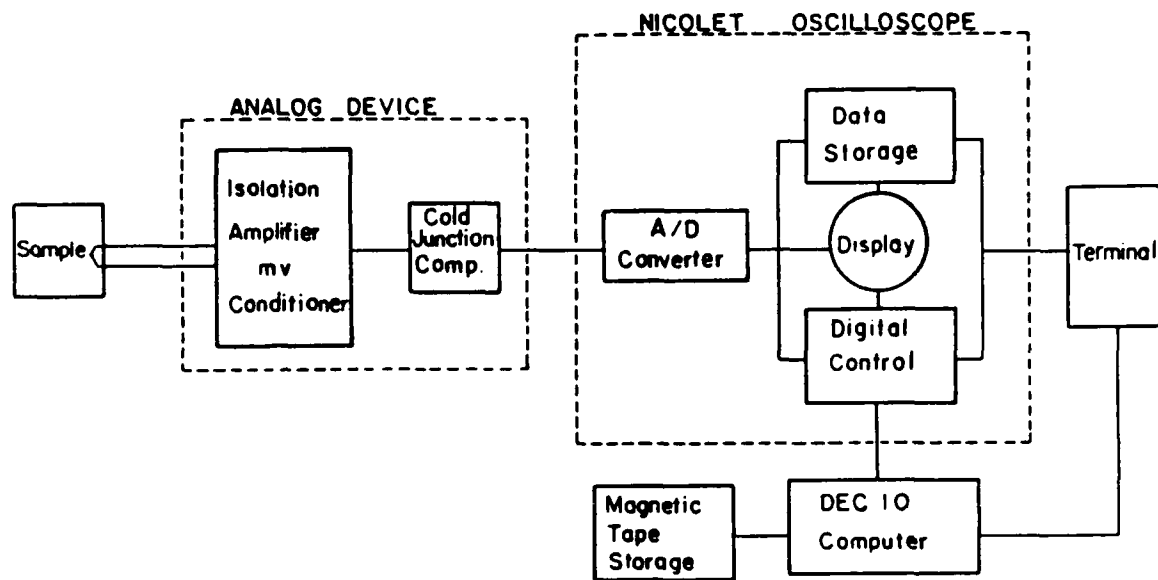 NICOLET OSCILLOSCOPE
ANALOG DEVICE
Sample
Isolation
Amplifier
mv
Conditioner
Cold
Junction
Comp.
A/D
Converter
Data
Storage
Display
Digital
Control
Terminal
Magnetic
Tape
Storage
DEC 10
Computer